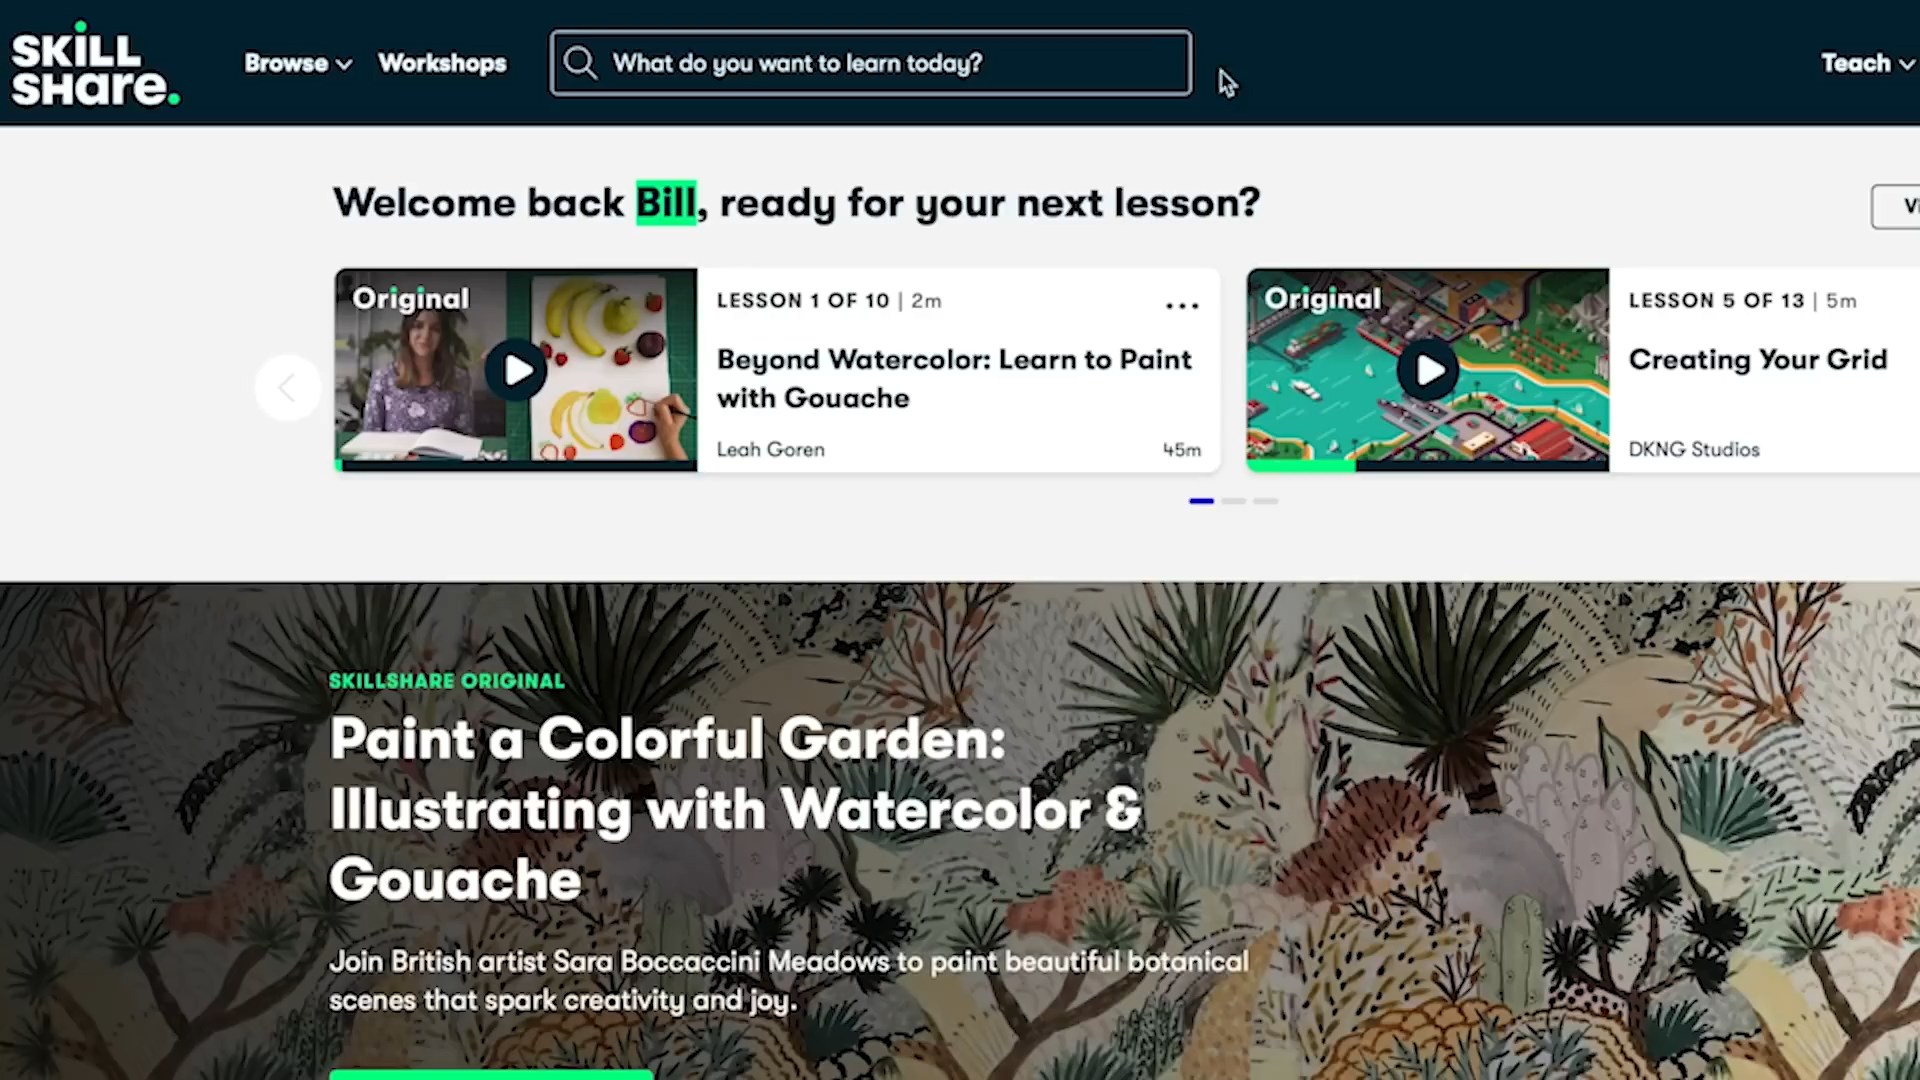 SKILL
SHare.
Browse
Workshops
What do you want to learn today?
Teach
Welcome back Bill, ready for your next lesson?
Original
LESSON 1 OF 10 | 2m
Beyond Watercolor: Learn to Paint
with Gouache
Leah Goren
45m
Original
LESSON 5 OF 13 | 5m
Creating Your Grid
DKNG Studios
SKILLSHARE ORIGINAL
Paint a Colorful Garden:
Illustrating with Watercolor &
Gouache
Join British artist Sara Boccaccini Meadows to paint beautiful botanical
scenes that spark creativity and joy.